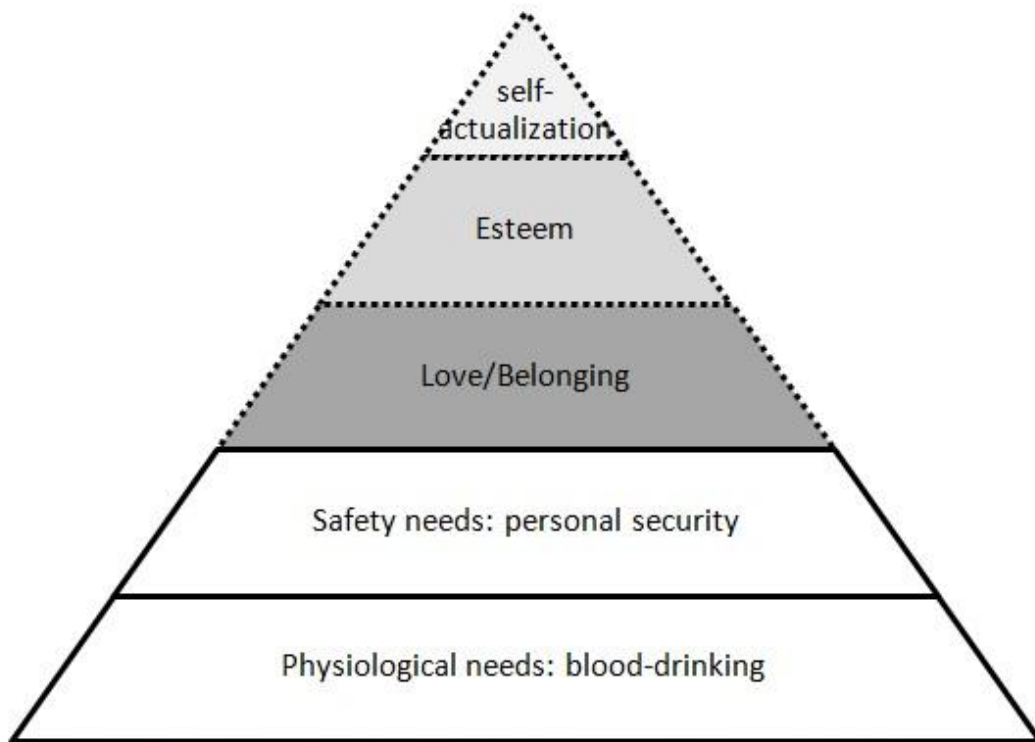 self-
actualization
Esteem
Love/Belonging
Safety needs: personal security
Physiological needs: blood-drinking